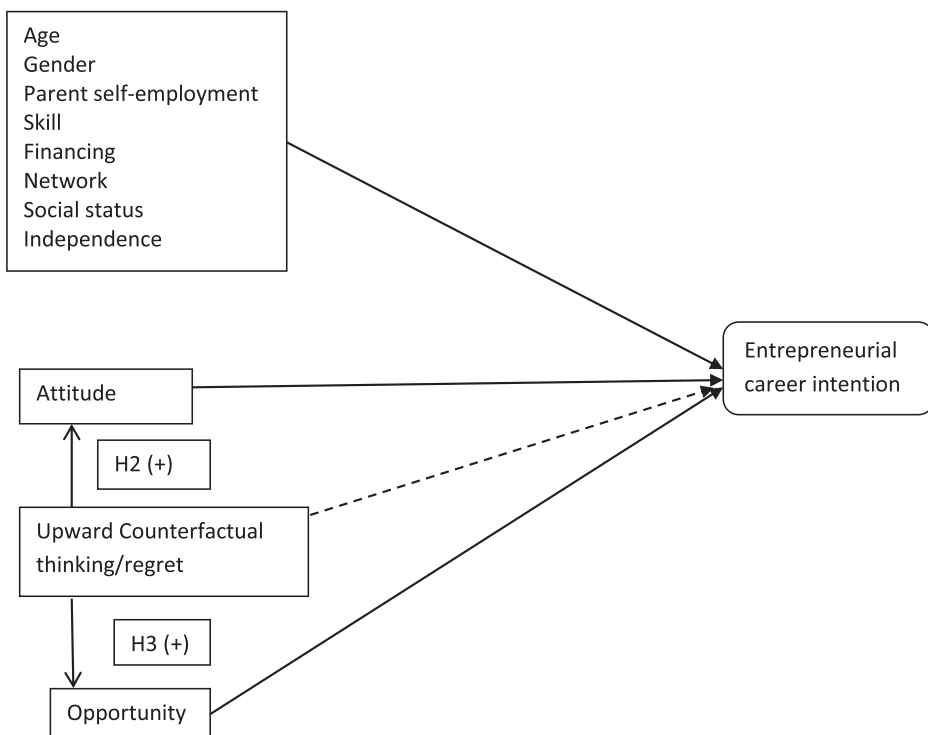 Age
Gender
Parent self-employment
Skill
Financing
Network
Social status
Independence
Entrepreneurial
career intention
Attitude
H2 (+)
Upward Counterfactual
thinking/regret
H3 (+)
Opportunity